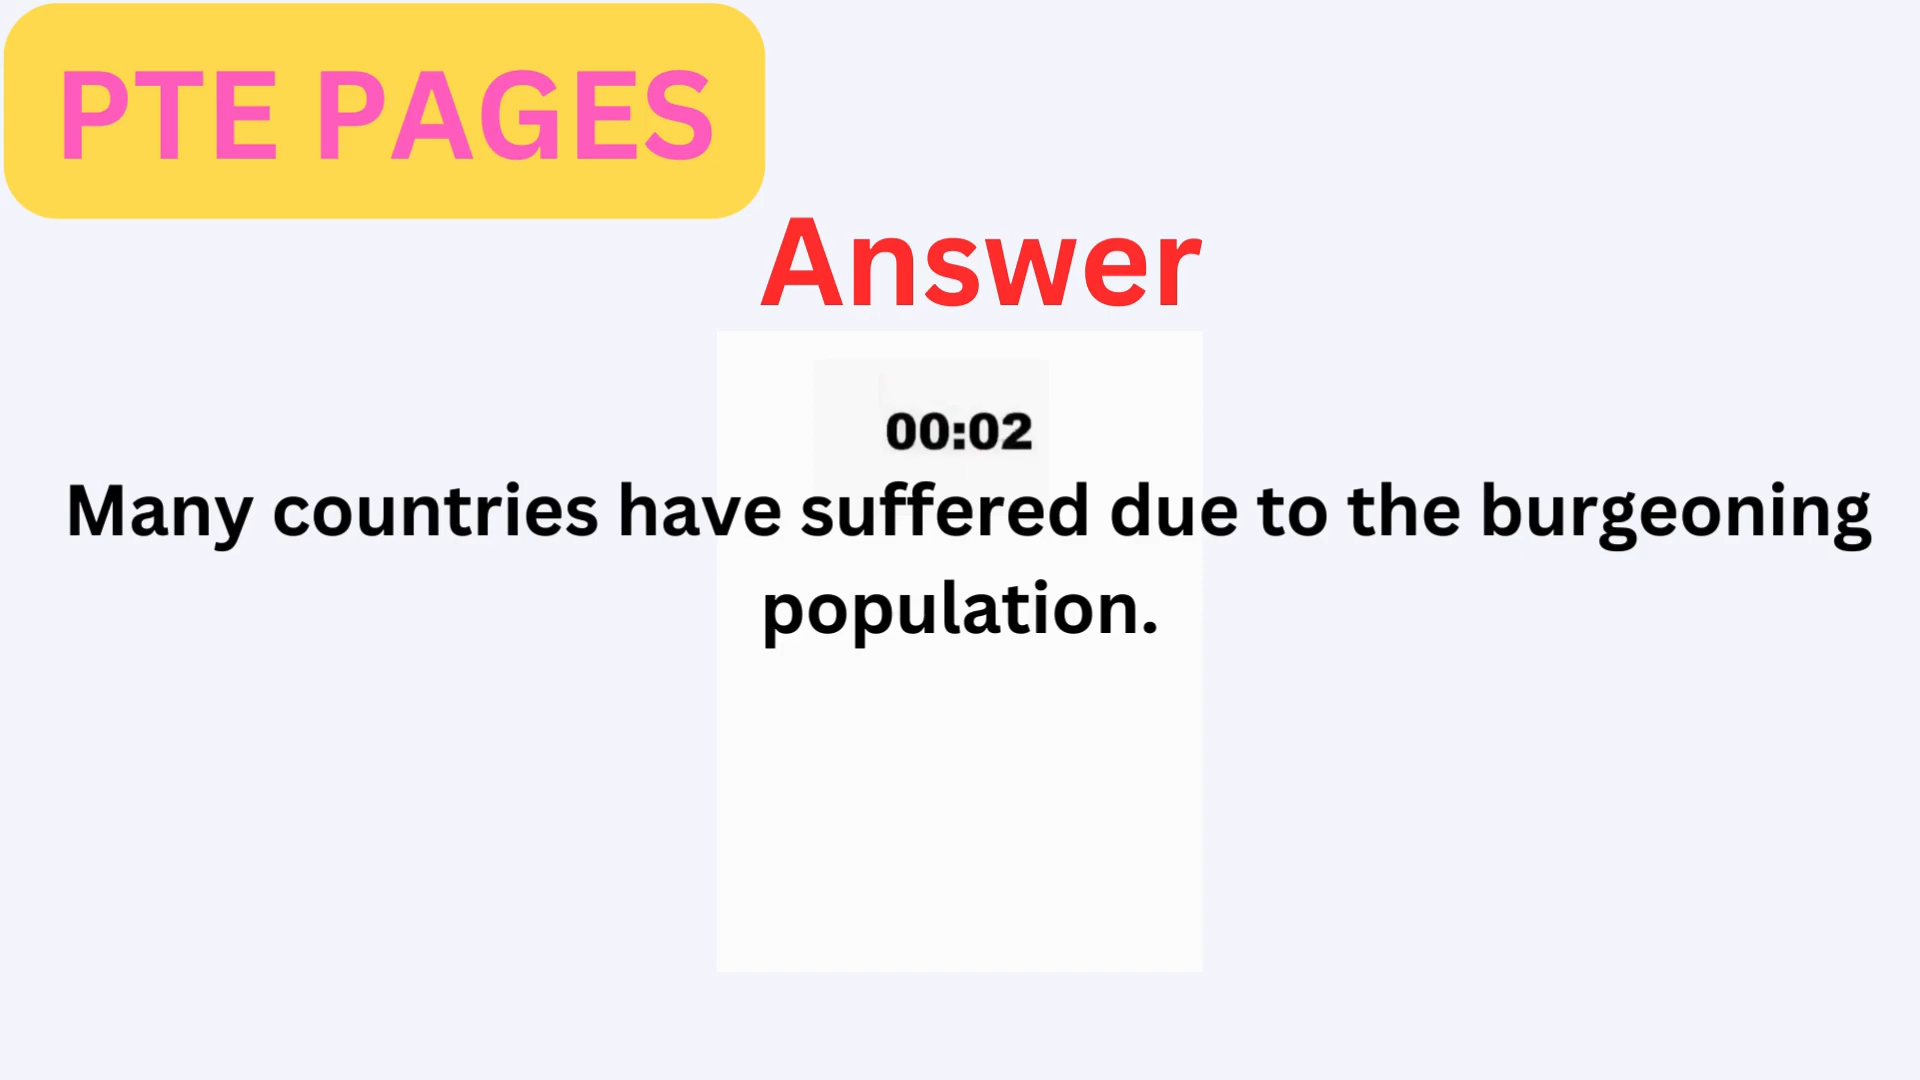 PTE PAGES
Answer
00:02
Many countries have suffered due to the burgeoning
population.